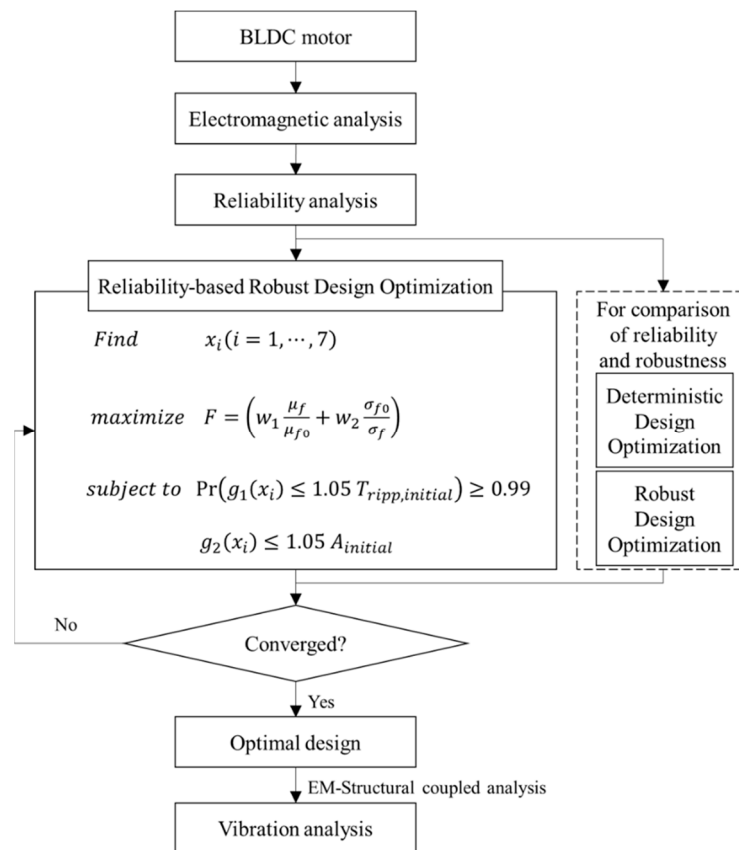 BLDC motor
Electromagnetic analysis
Reliability analysis
Reliability-based Robust Design Optimization
Find x_i(i = 1,⋯,7)
maximize F = (w_1 μ_f/μ_f0 + w_2 σ_f0/σ_f)
subject to Pr(g_1(x_i) ≤ 1.05 T_ripp,initial) ≥ 0.99
g_2(x_i) ≤ 1.05 A_initial
For comparison
of reliability
and robustness
Deterministic
Design
Optimization
Robust
Design
Optimization
No
Converged?
Yes
Optimal design
EM-Structural coupled analysis
Vibration analysis